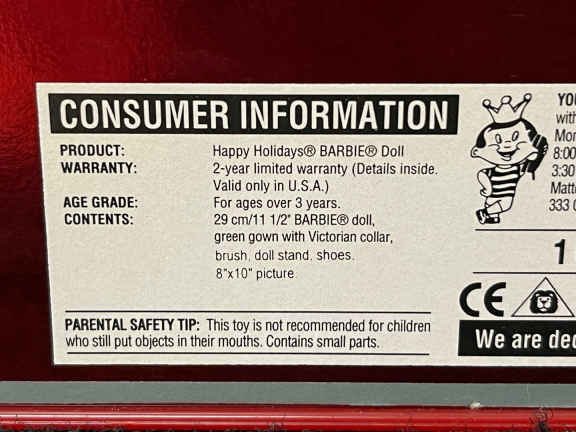 CONSUMER INFORMATION
PRODUCT: Happy Holidays® BARBIE® Doll
WARRANTY: 2-year limited warranty (Details inside.
Valid only in U.S.A.)
AGE GRADE: For ages over 3 years.
CONTENTS: 29 cm/11 1/2" BARBIE® doll,
green gown with Victorian collar,
brush, doll stand, shoes.
8"x10" picture
PARENTAL SAFETY TIP: This toy is not recommended for children
who still put objects in their mouths. Contains small parts.
YO
with
Mon
8:00
3:30
Matt
333
1
CE
We are de